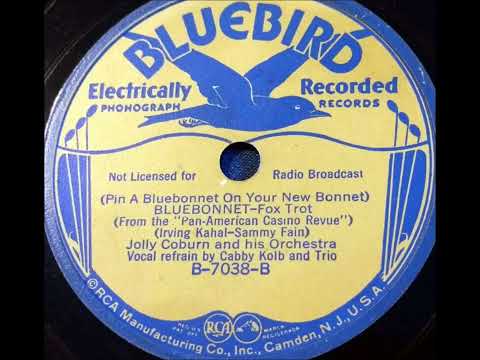 BLUEBIRD
Electrically Recorded
PHONOGRAPH RECORDS
Not Licensed for Radio Broadcast
(Pin A Bluebonnet On Your New Bonnet)
BLUEBONNET-Fox Trot
(From the "Pan-American Casino Revue")
(Irving Kahal-Sammy Fain)
Jolly Coburn and his Orchestra
Vocal refrain by Cabby Kolb and Trio
B-7038-B
RCA
©RCA Manufacturing Co., Inc., Camden, N.J., U.S.A.